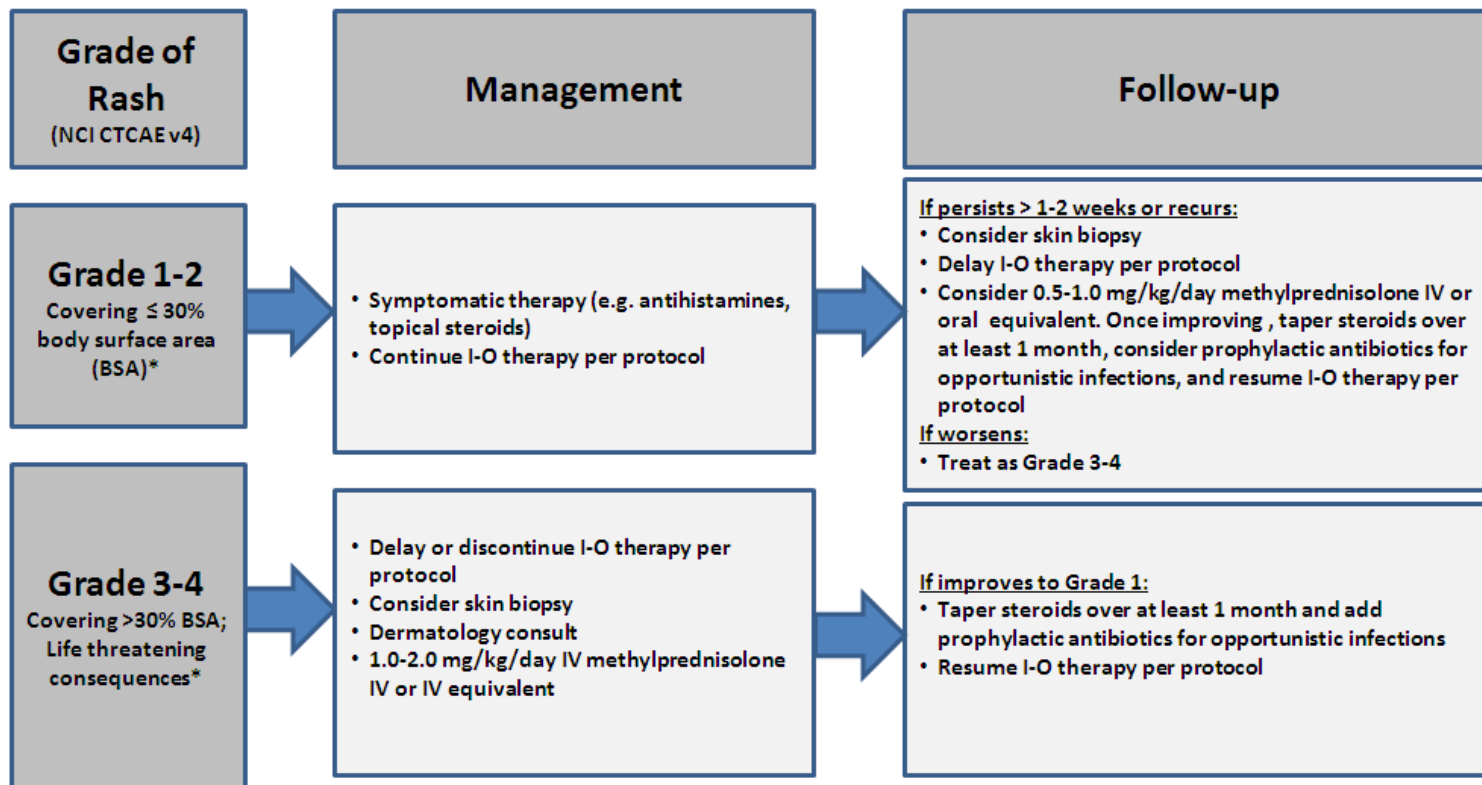 Grade of
Rash
(NCI CTCAE v4)
Management
Follow-up
Grade 1-2
Covering ≤ 30%
body surface area
(BSA)*
• Symptomatic therapy (e.g. antihistamines,
topical steroids)
• Continue I-O therapy per protocol
If persists > 1-2 weeks or recurs:
• Consider skin biopsy
• Delay I-O therapy per protocol
• Consider 0.5-1.0 mg/kg/day methylprednisolone IV or
oral equivalent. Once improving , taper steroids over
at least 1 month, consider prophylactic antibiotics for
opportunistic infections, and resume I-O therapy per
protocol
If worsens:
• Treat as Grade 3-4
Grade 3-4
Covering >30% BSA;
Life threatening
consequences*
• Delay or discontinue I-O therapy per
protocol
• Consider skin biopsy
• Dermatology consult
• 1.0-2.0 mg/kg/day IV methylprednisolone
IV or IV equivalent
If improves to Grade 1:
• Taper steroids over at least 1 month and add
prophylactic antibiotics for opportunistic infections
• Resume I-O therapy per protocol